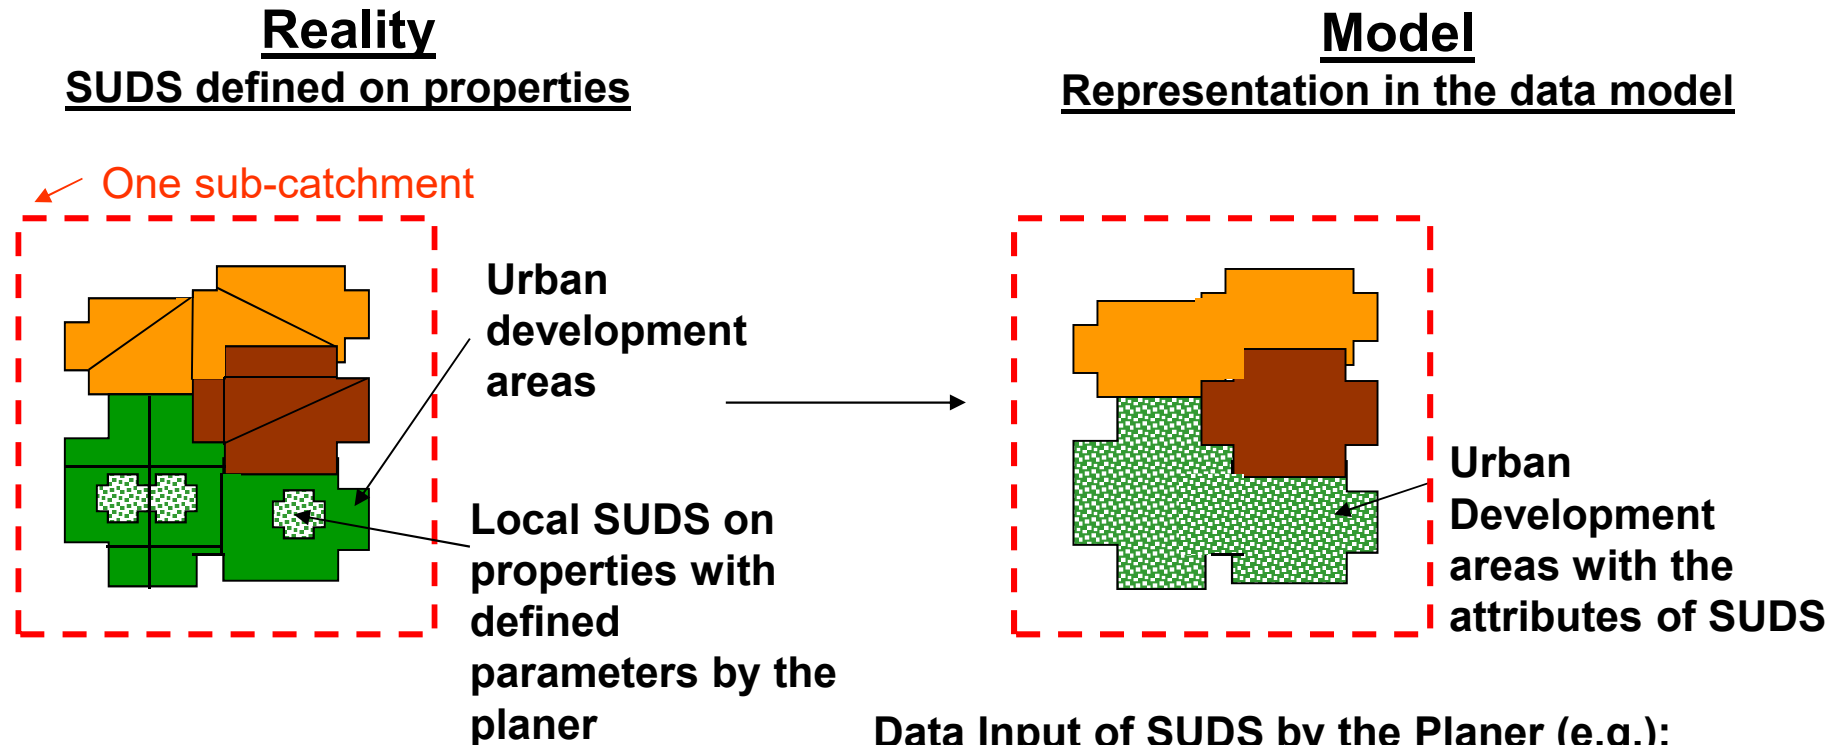 Reality
SUDS defined on properties
Model
Representation in the data model
One sub-catchment
Urban
development
areas
Local SUDS on
properties with
defined
parameters by the
planer
Urban
Development
areas with the
attributes of SUDS
Data Input of SUDS by the Planer (e.g.):